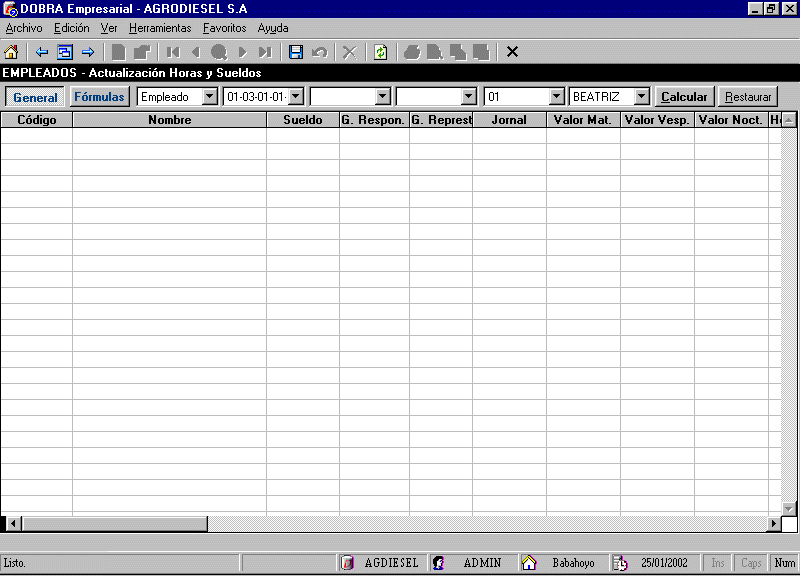 DOBRA Empresarial - AGRODIESEL S.A
Archivo Edición Ver Herramientas Favoritos Ayuda
EMPLEADOS - Actualización Horas y Sueldos
General Fórmulas Empleado 01-03-01-01- 01 BEATRIZ Calcular Restaurar
Código Nombre Sueldo G. Respon. G. Represt Jornal Valor Mat. Valor Vesp. Valor Noct. H
Listo. AGDIESEL ADMIN Babahoyo 25/01/2002 Ins Caps Num